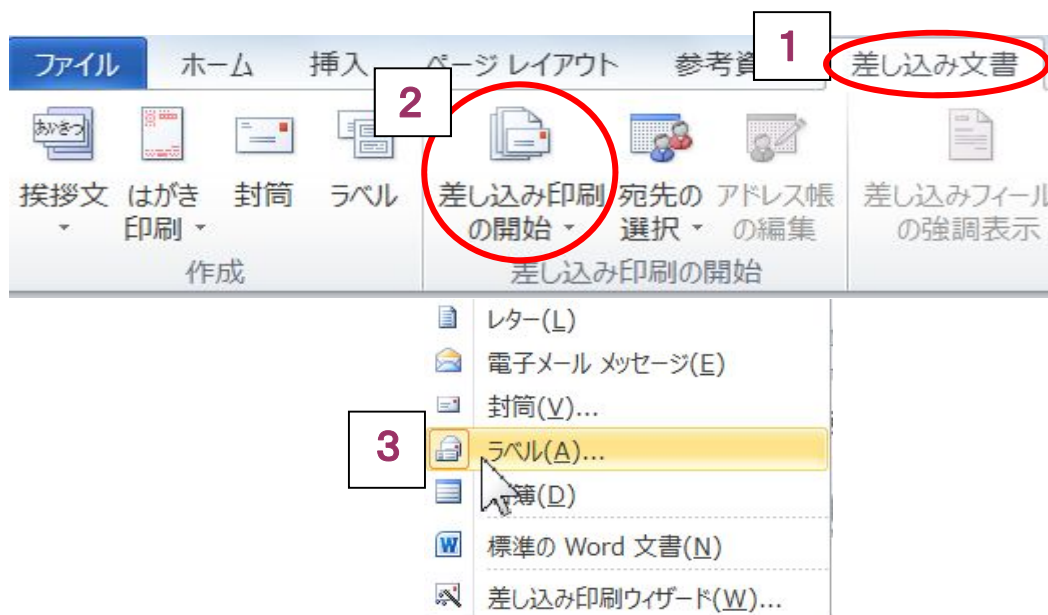 1
ファイル ホーム 挿入 ページ レイアウト 参考資 差し込み文書
2
あいさつ
挨拶文 はがき印刷 封筒 ラベル 差し込み印刷の開始 宛先の選択 アドレス帳の編集 差し込みフィールの強調表示
作成 差し込み印刷の開始
レター(L)
電子メール メッセージ(E)
封筒(V)...
3
ラベル(A)...
簿(D)
標準の Word 文書(N)
差し込み印刷ウィザード(W)...